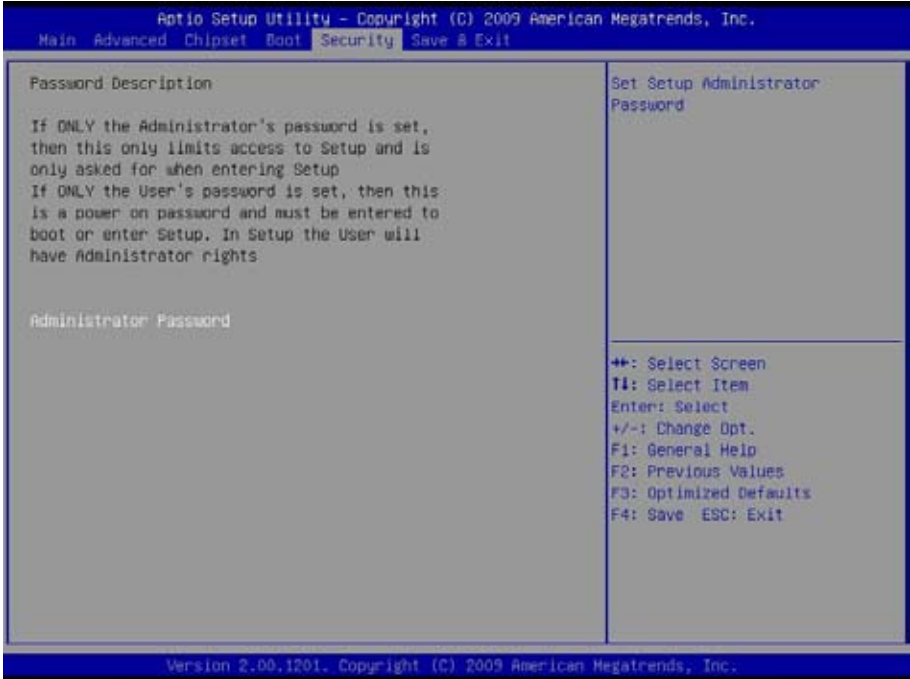 Aptio Setup Utility - Copyright (C) 2009 American Megatrends, Inc.
Main Advanced Chipset Boot Security Save & Exit
Password Description
If ONLY the Administrator's password is set,
then this only limits access to Setup and is
only asked for when entering Setup
If ONLY the User's password is set, then this
is a power on password and must be entered to
boot or enter Setup. In Setup the User will
have Administrator rights
Administrator Password
Set Setup Administrator
Password
→←: Select Screen
↑↓: Select Item
Enter: Select
+/-: Change Opt.
F1: General Help
F2: Previous Values
F3: Optimized Defaults
F4: Save ESC: Exit
Version 2.00.1201. Copyright (C) 2009 American Megatrends, Inc.